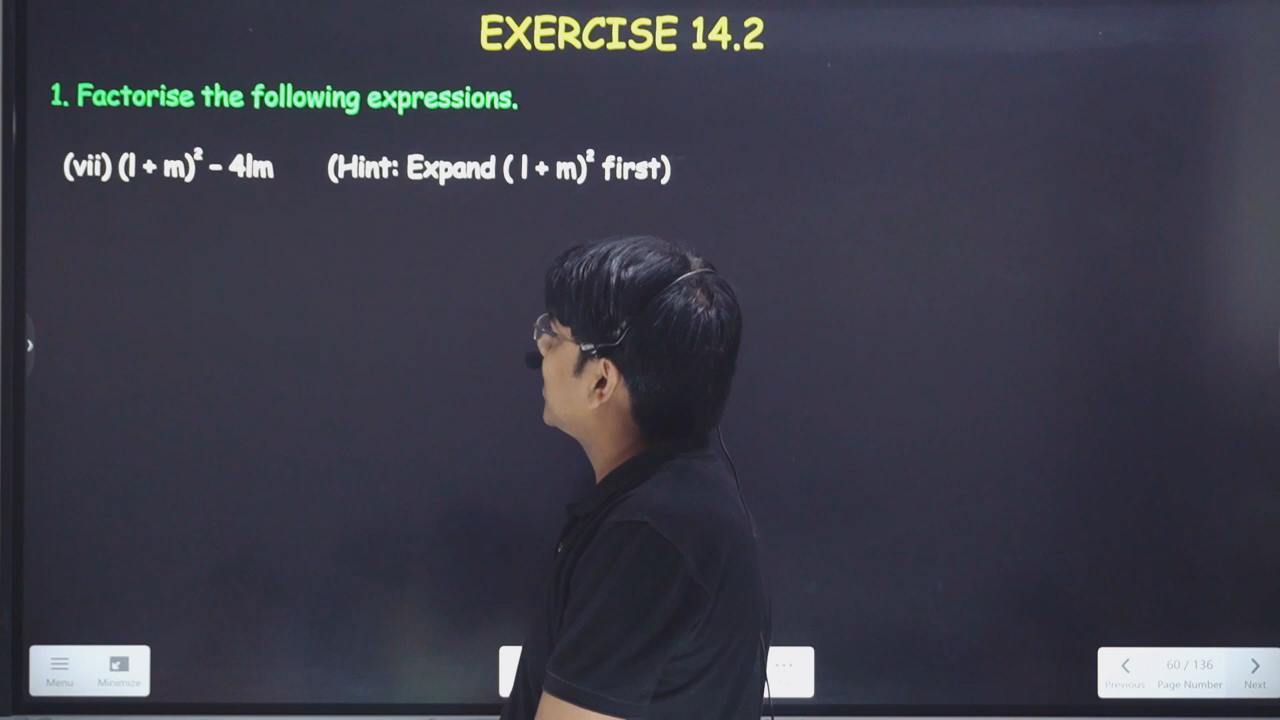 EXERCISE 14.2
1. Factorise the following expressions.
(vii) (l + m)² - 4lm (Hint: Expand ( l + m)² first)
Menu
Minimize
60 / 136
Previous
Page Number
Next